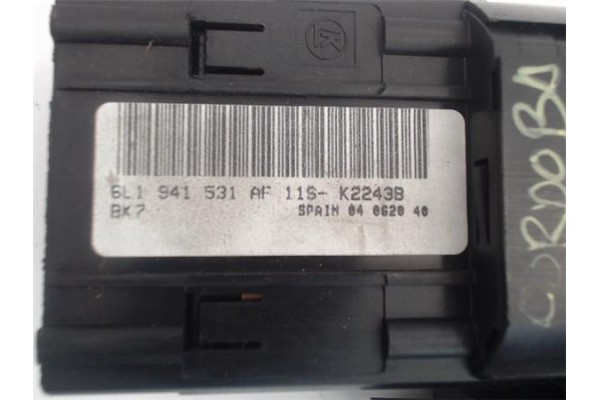 6L1 941 531 AF 11S- K2243B
BK7 SPAIN 04 0620 40
CORDOBA